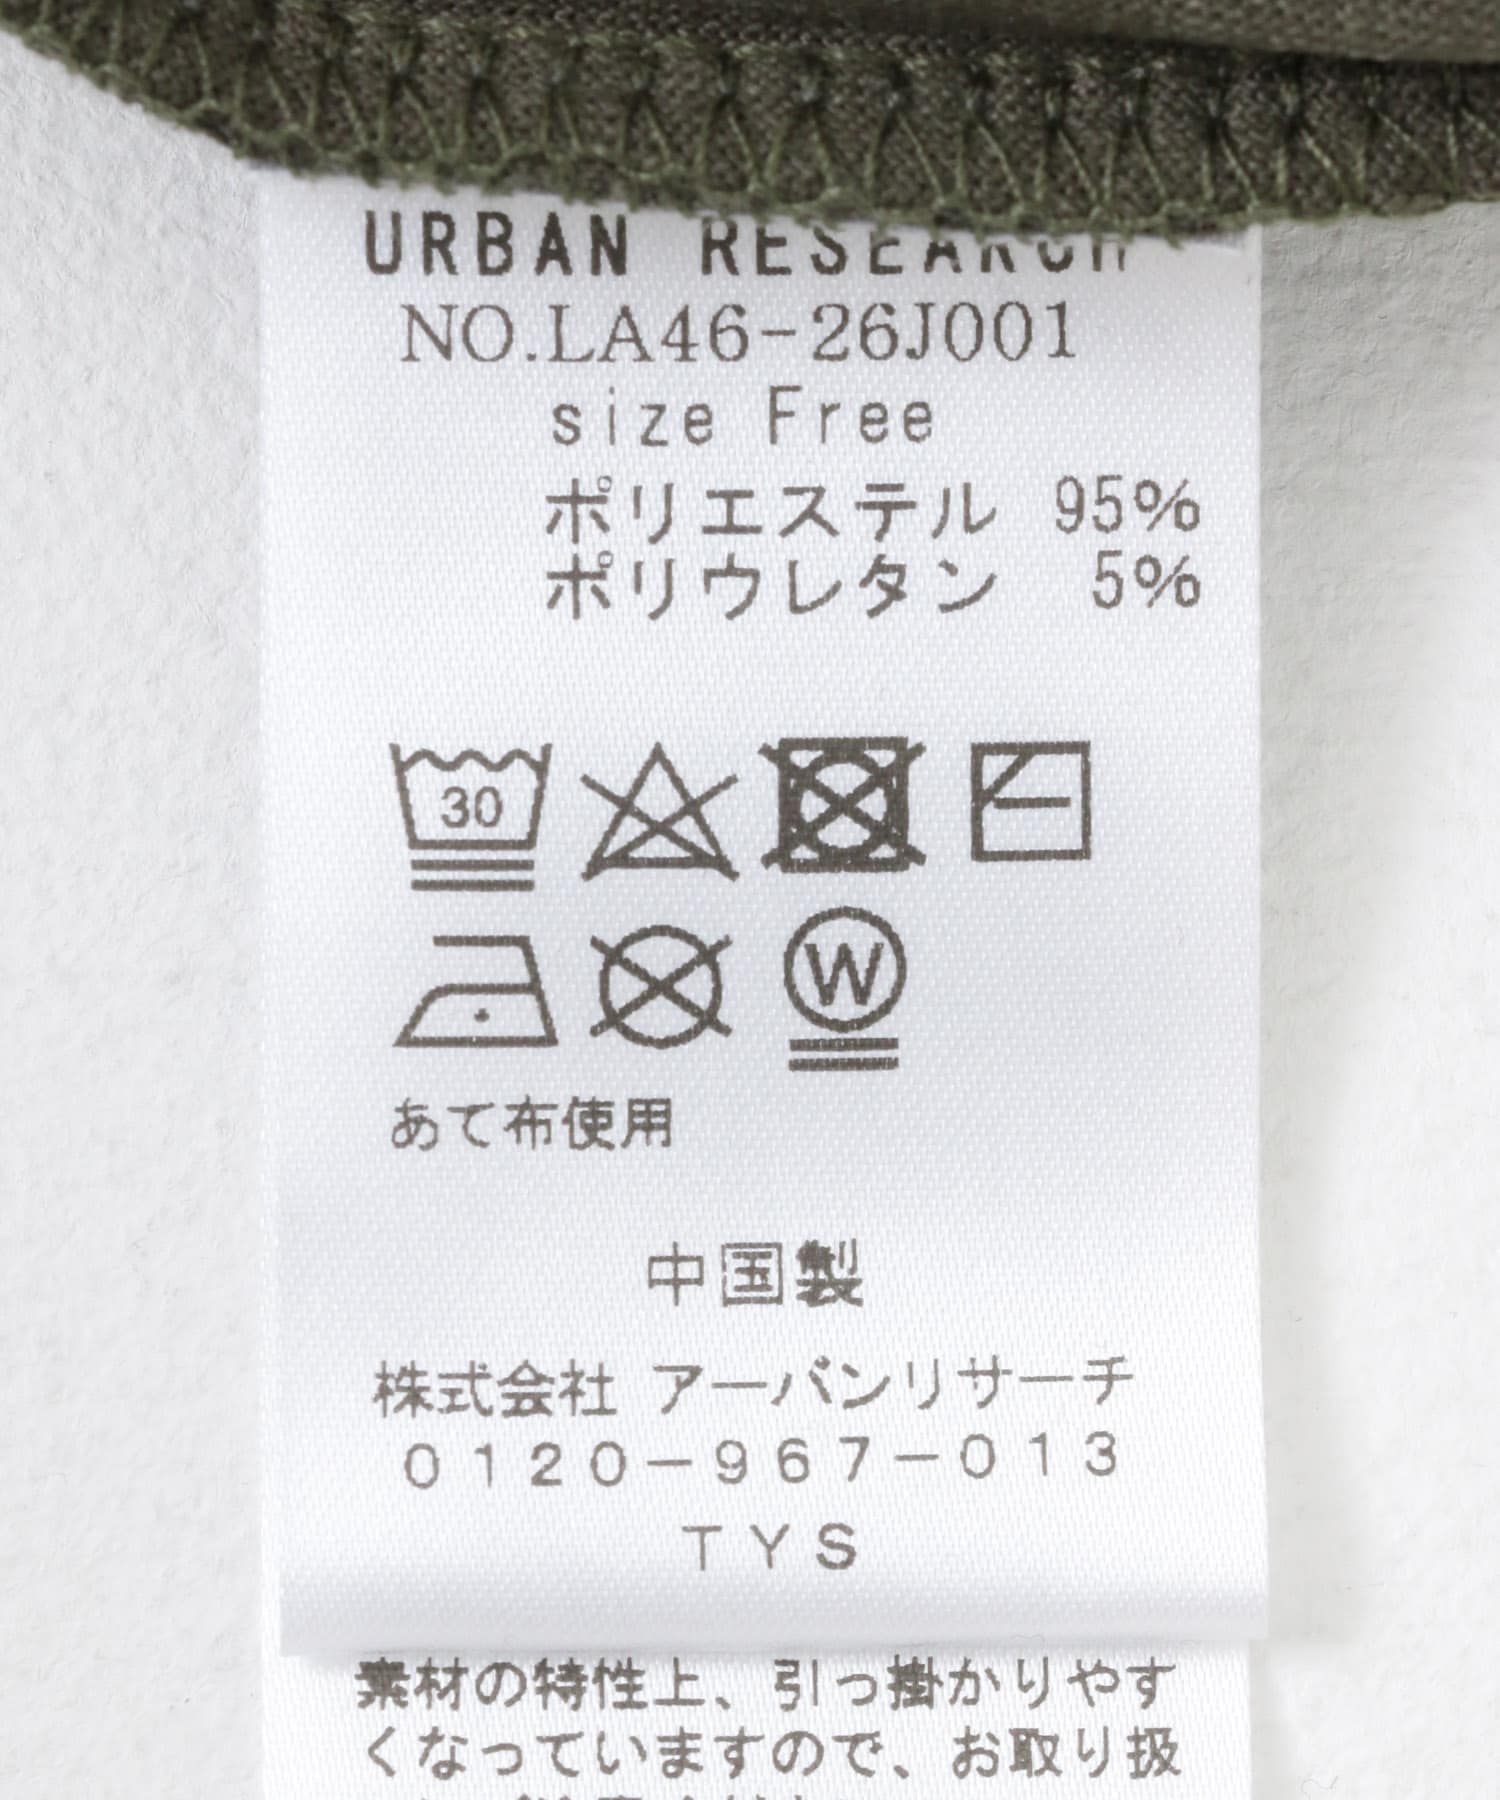 URBAN RESEARCH
NO.LA46-26J001
size Free
ポリエステル 95%
ポリウレタン 5%
30
W
あて布使用
中国製
株式会社 アーバンリサーチ
0120-967-013
TYS
素材の特性上、引っ掛かりやす
くなっていますので、お取り扱